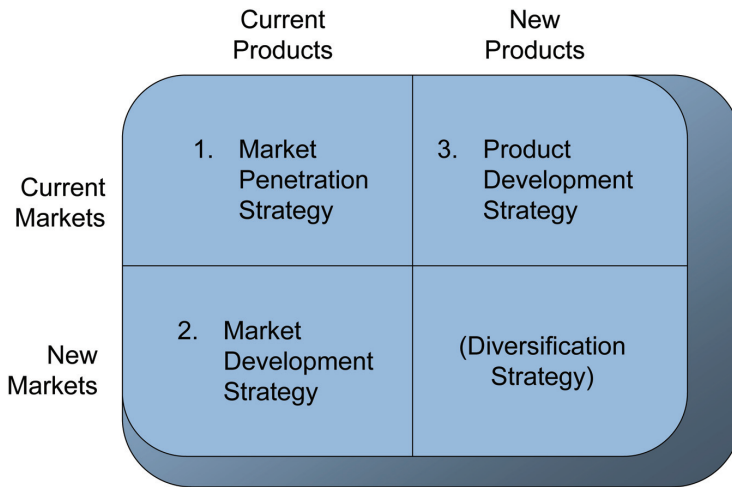 Current
Products
New
Products
Current
Markets
1. Market
Penetration
Strategy
3. Product
Development
Strategy
New
Markets
2. Market
Development
Strategy
(Diversification
Strategy)